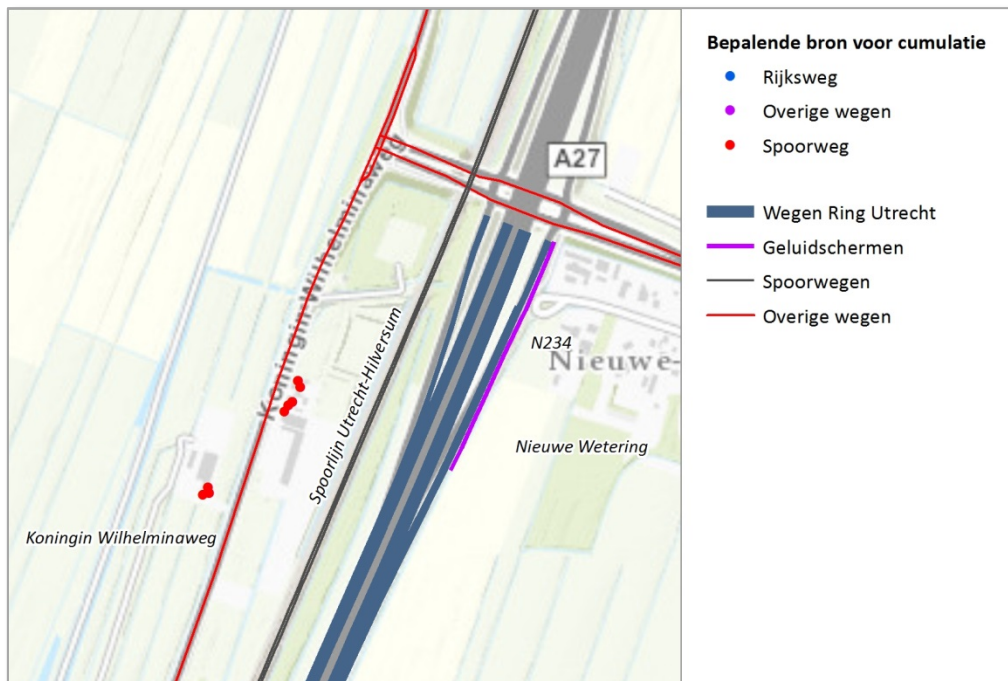 Bepalende bron voor cumulatie
Rijksweg
Overige wegen
Spoorweg
Wegen Ring Utrecht
Geluidschermen
Spoorwegen
Overige wegen
A27
Koningin Wilhelminaweg
Spoorlijn Utrecht-Hilversum
N234
Nieuwe-
Nieuwe Wetering
Koningin Wilhelminaweg